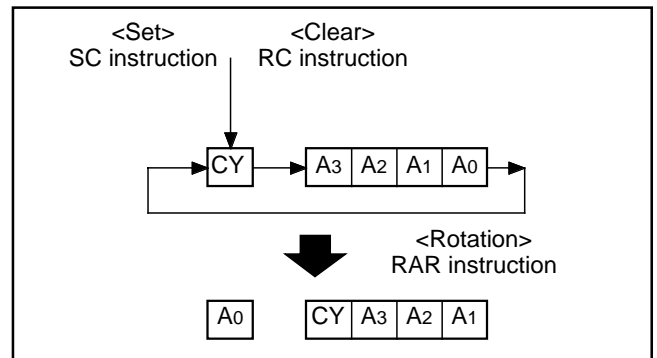 <Set> <Clear>
SC instruction RC instruction
CY A3 A2 A1 A0
<Rotation>
RAR instruction
A0 CY A3 A2 A1